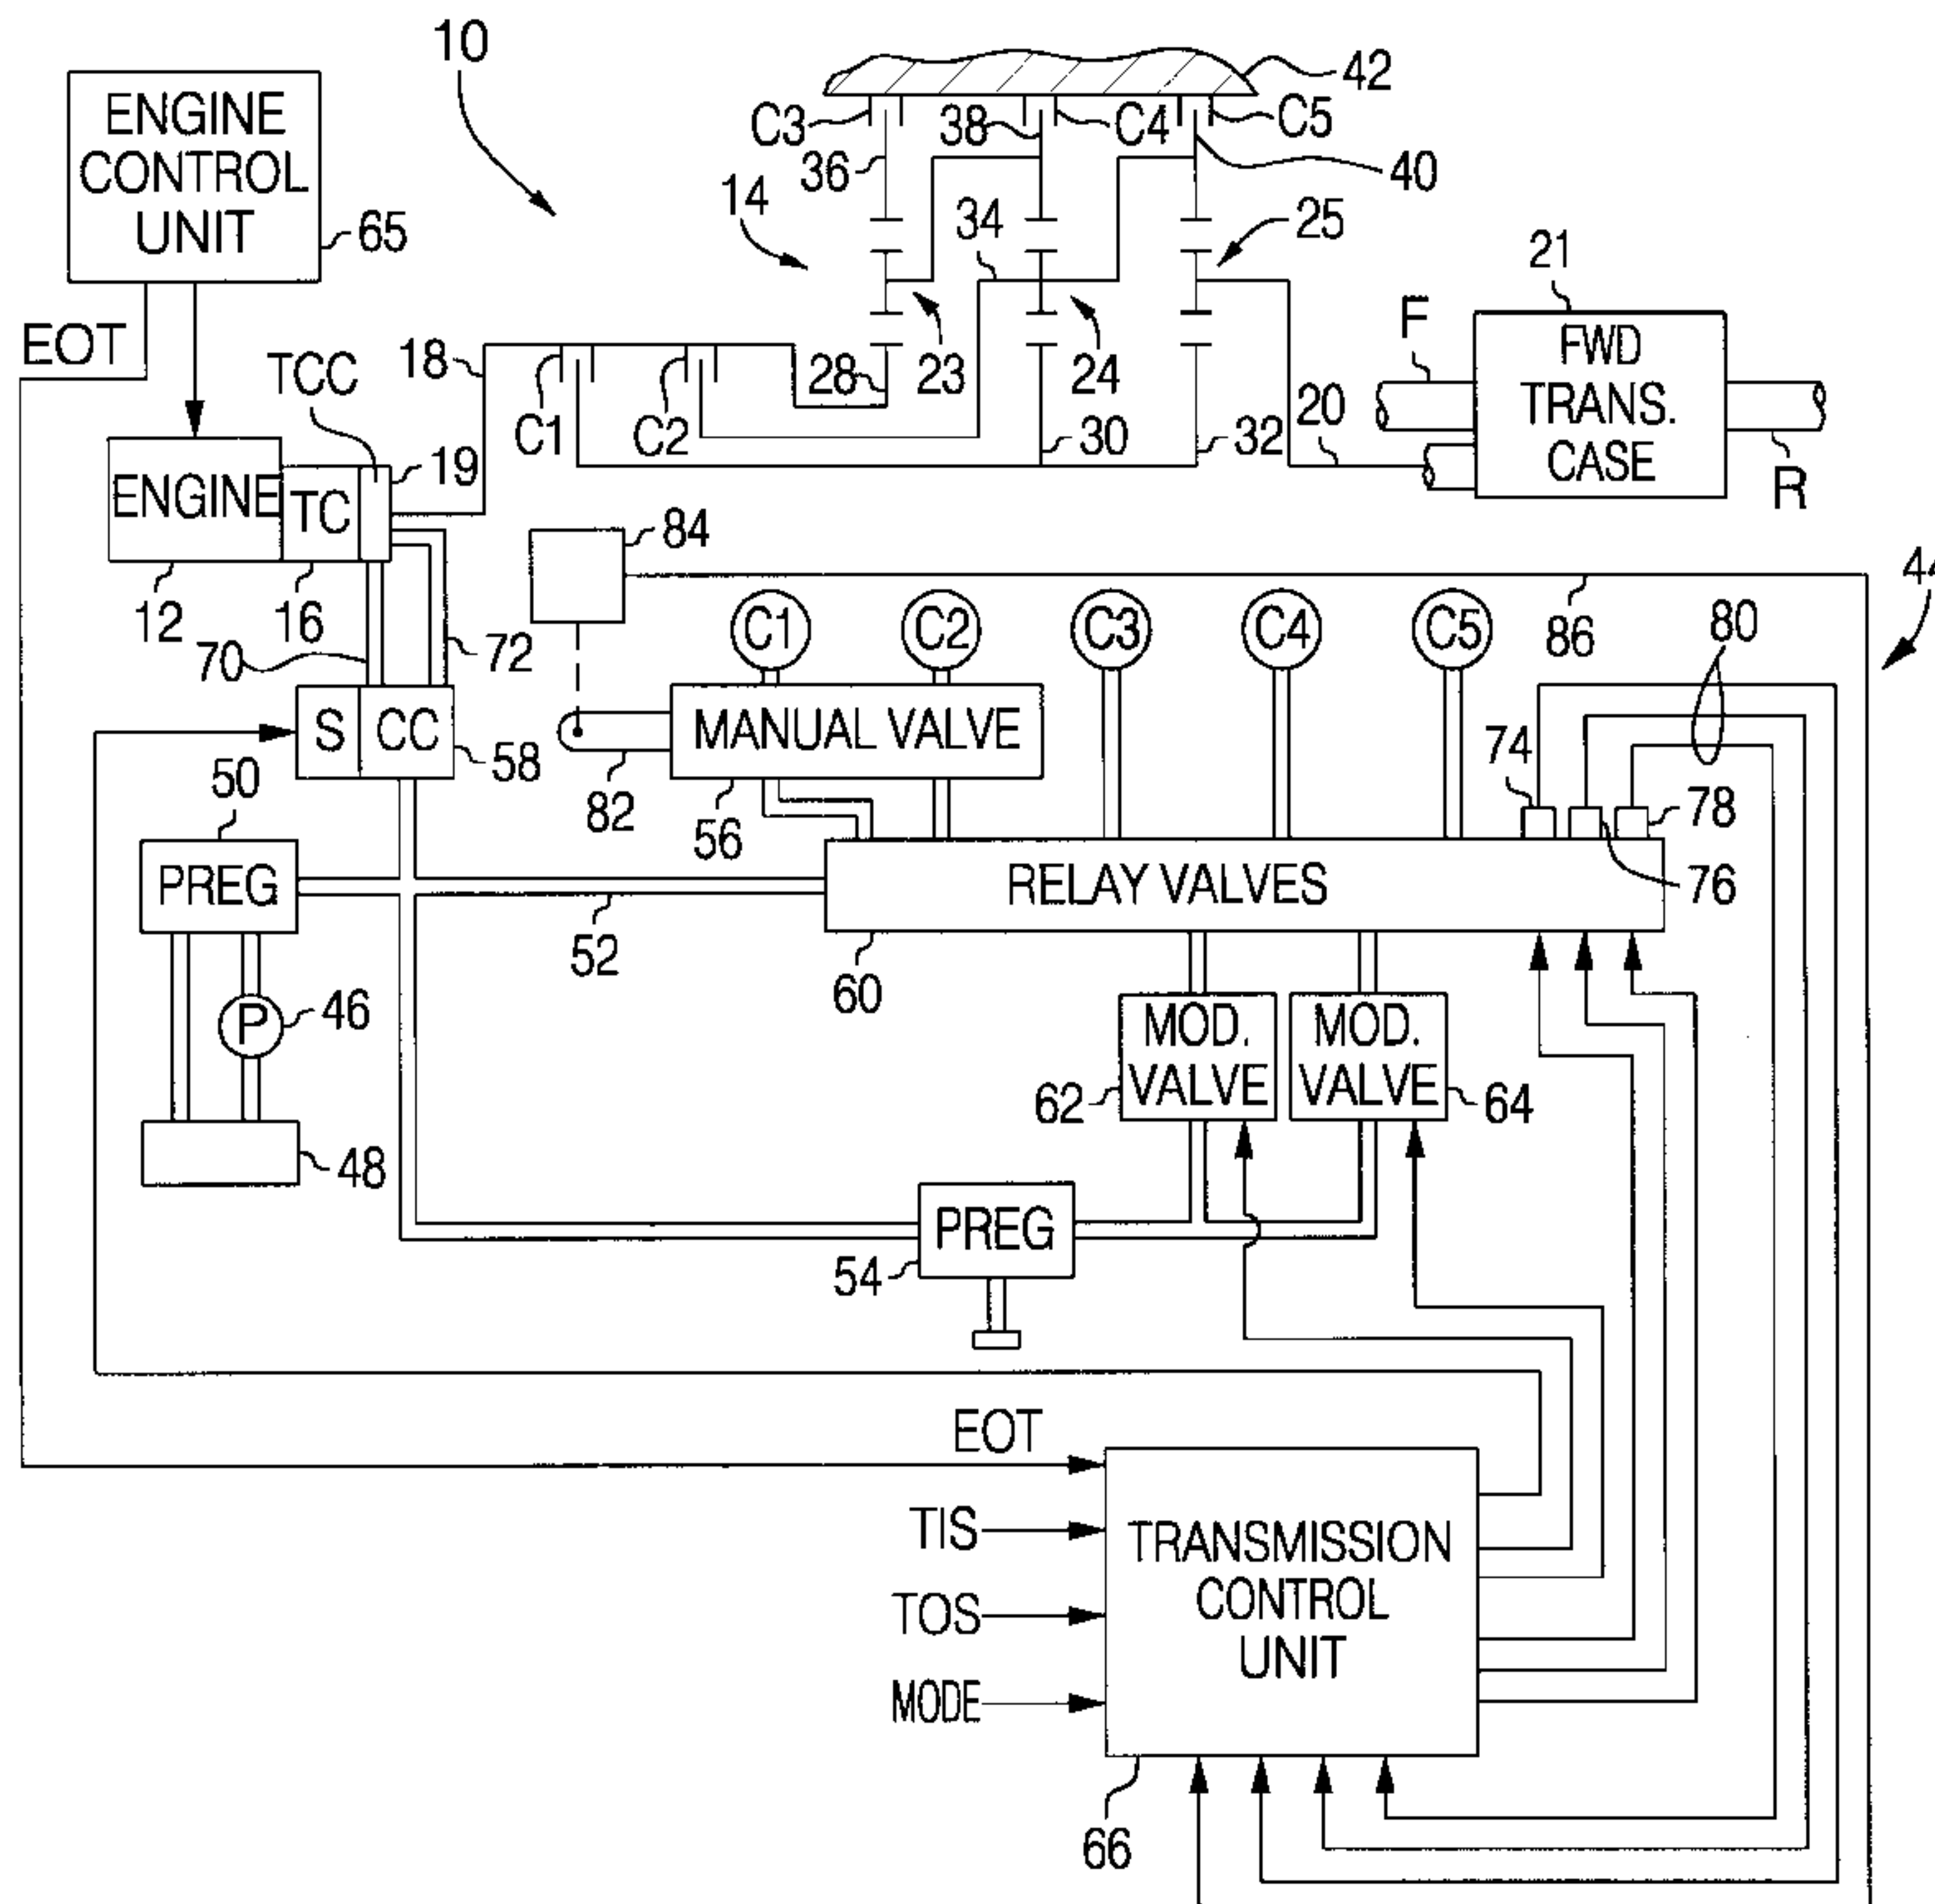 10
42
ENGINE
CONTROL
UNIT
65
C3
38
C4
C5
36
40
14
34
25
21
EOT
18
TCC
28
23
24
F
FWD
TRANS.
CASE
C1
C2
30
32
20
R
19
ENGINE
TC
12
16
84
44
70
72
C1
C2
C3
C4
C5
86
80
S
CC
58
MANUAL VALVE
74
50
82
56
78
PREG
RELAY VALVES
76
52
60
P
46
MOD.
VALVE
MOD.
VALVE
62
64
48
PREG
54
EOT
TIS
TOS
MODE
TRANSMISSION
CONTROL
UNIT
66